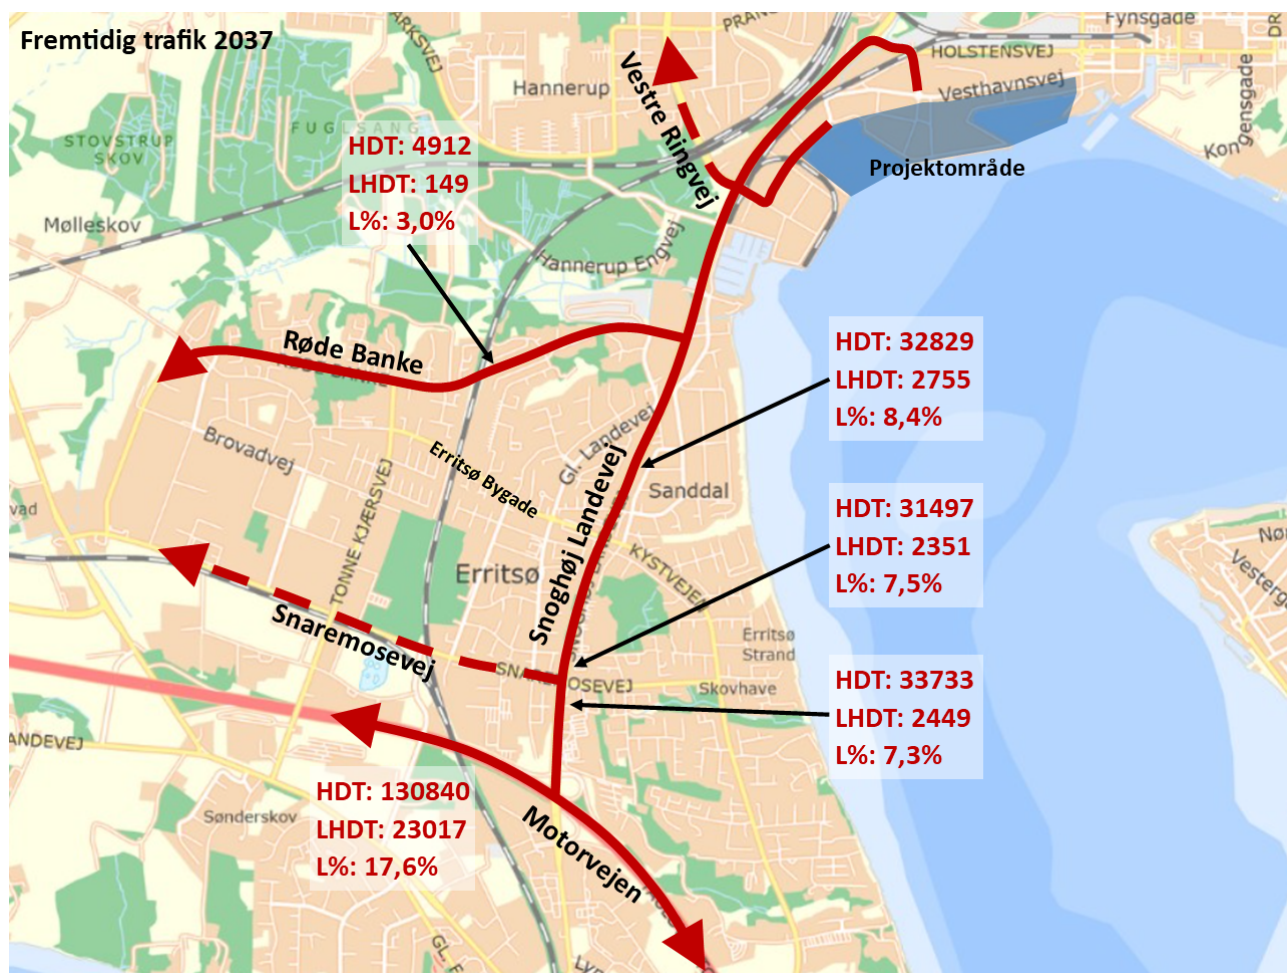 Fremtidig trafik 2037
Fynsgade
HOLSTENSVEJ
Vesthavnsvej
Hannerup
Vestre Ringvej
Kongensgade
STOVSTRUP
SKOV
FUGLSANG
HDT: 4912
LHDT: 149
L%: 3,0%
Projektområde
Mølleskov
Hannerup Engvej
Røde Banke
HDT: 32829
LHDT: 2755
L%: 8,4%
Brovadvej
Gl. Landevej
Erritsø Bygade
Sanddal
Snoghøj Landevej
HDT: 31497
LHDT: 2351
L%: 7,5%
TONNE KJÆRSVEJ
Erritsø
KYSTVEJEN
Erritsø
Strand
Snaremosevej
Skovhave
HDT: 33733
LHDT: 2449
L%: 7,3%
ANDEVEJ
HDT: 130840
LHDT: 23017
L%: 17,6%
Sønderskov
Motorvejen